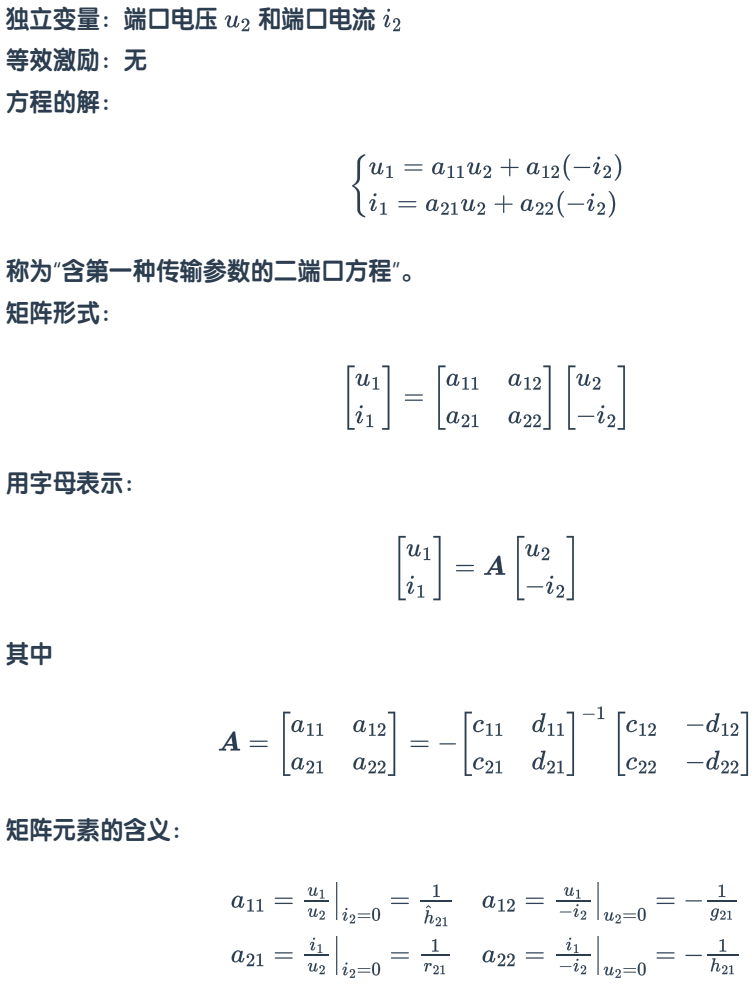 独立变量：端口电压 $u_2$ 和端口电流 $i_2$
等效激励：无
方程的解：
$\begin{cases} u_1 = a_{11}u_2 + a_{12}(-i_2) \\ i_1 = a_{21}u_2 + a_{22}(-i_2) \end{cases}$
称为“含第一种传输参数的二端口方程”。
矩阵形式：
$\begin{bmatrix} u_1 \\ i_1 \end{bmatrix} = \begin{bmatrix} a_{11} & a_{12} \\ a_{21} & a_{22} \end{bmatrix} \begin{bmatrix} u_2 \\ -i_2 \end{bmatrix}$
用字母表示：
$\begin{bmatrix} u_1 \\ i_1 \end{bmatrix} = \boldsymbol{A} \begin{bmatrix} u_2 \\ -i_2 \end{bmatrix}$
其中
$\boldsymbol{A} = \begin{bmatrix} a_{11} & a_{12} \\ a_{21} & a_{22} \end{bmatrix} = -\begin{bmatrix} c_{11} & d_{11} \\ c_{21} & d_{21} \end{bmatrix}^{-1} \begin{bmatrix} c_{12} & -d_{12} \\ c_{22} & -d_{22} \end{bmatrix}$
矩阵元素的含义：
$a_{11} = \frac{u_1}{u_2}\Big|_{i_2=0} = \frac{1}{\hat{h}_{21}} \quad a_{12} = \frac{u_1}{-i_2}\Big|_{u_2=0} = -\frac{1}{g_{21}}$
$a_{21} = \frac{i_1}{u_2}\Big|_{i_2=0} = \frac{1}{r_{21}} \quad a_{22} = \frac{i_1}{-i_2}\Big|_{u_2=0} = -\frac{1}{h_{21}}$